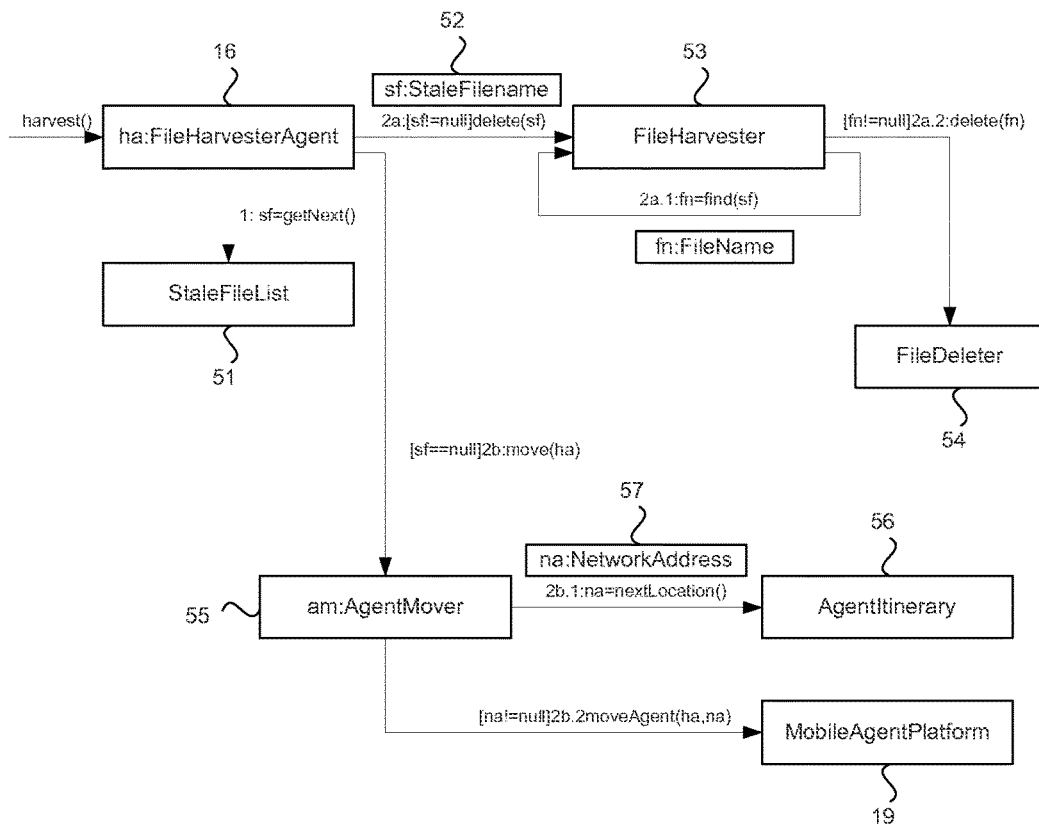 52
16
53
sf:StaleFilename
harvest()
ha:FileHarvesterAgent
2a:[sf!=null]delete(sf)
FileHarvester
[fn!=null]2a.2:delete(fn)
2a.1:fn=find(sf)
1: sf=getNext()
fn:FileName
StaleFileList
51
FileDeleter
54
[sf==null]2b:move(ha)
57
56
na:NetworkAddress
2b.1:na=nextLocation()
55
am:AgentMover
AgentItinerary
[na!=null]2b.2moveAgent(ha,na)
MobileAgentPlatform
19